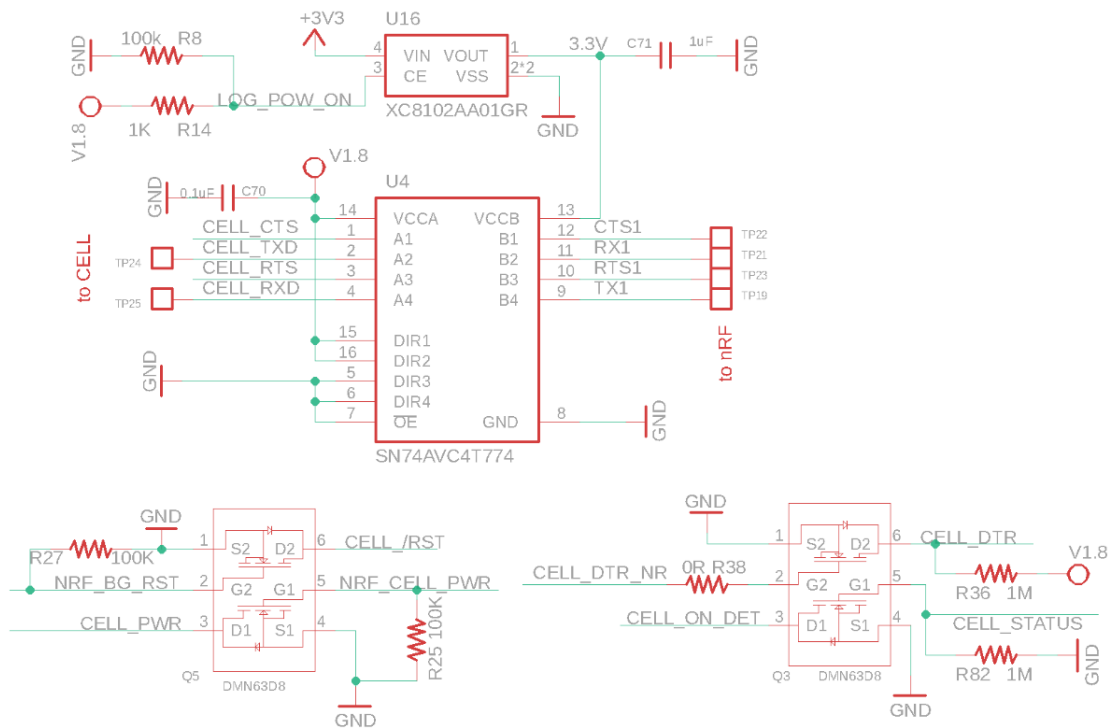 +3V3
U16
100k R8
GND
4 VIN VOUT 1
3 CE VSS 2*2
3.3V
C71
1uF
GND
LOG_POW_ON
V1.8
1K R14
XC8102AA01GR
GND
V1.8
GND
0.1uF C70
U4
14 VCCA VCCB 13
CELL_CTS 1 A1 B1 12 CTS1 TP22
TP24 CELL_TXD 2 A2 B2 11 RX1 TP21
CELL_RTS 3 A3 B3 10 RTS1 TP23
TP25 CELL_RXD 4 A4 B4 9 TX1 TP19
to CELL
to nRF
15 DIR1
16 DIR2
GND
5 DIR3
6 DIR4
7 OE GND 8
GND
SN74AVC4T774
GND
R27 100K
1 S2 D2 6 CELL_/RST
NRF_BG_RST 2 G2 G1 5 NRF_CELL_PWR
CELL_PWR 3 D1 S1 4
R25 100K
Q5 DMN63D8
GND
GND
1 S2 D2 6 CELL_DTR
V1.8
R36 1M
CELL_DTR_NR 0R R38 2 G2 G1 5
CELL_STATUS
CELL_ON_DET 3 D1 S1 4
R82 1M
GND
Q3 DMN63D8
GND